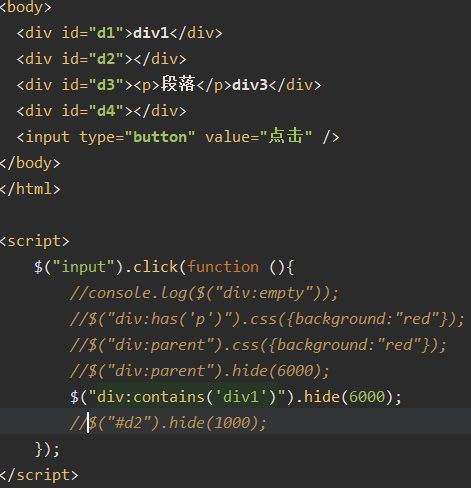 <body>
<div id="d1">div1</div>
<div id="d2"></div>
<div id="d3"><p>段落</p>div3</div>
<div id="d4"></div>
<input type="button" value="点击" />
</body>
</html>
<script>
$("input").click(function (){
//console.log($("div:empty"));
//$("div:has('p')").css({background:"red"});
//$("div:parent").css({background:"red"});
//$("div:parent").hide(6000);
$("div:contains('div1')").hide(6000);
//$("#d2").hide(1000);
});
</script>